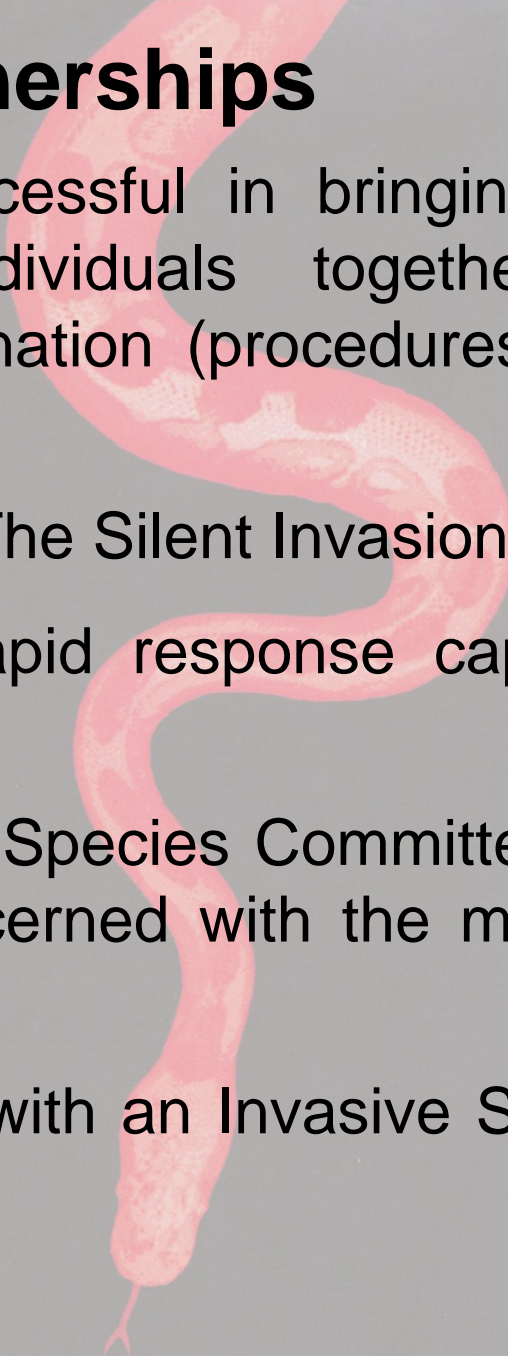 nerships
cessful in bringin
dividuals togethe
nation (procedures
The Silent Invasion
apid response cap
Species Committe
cerned with the m
with an Invasive S